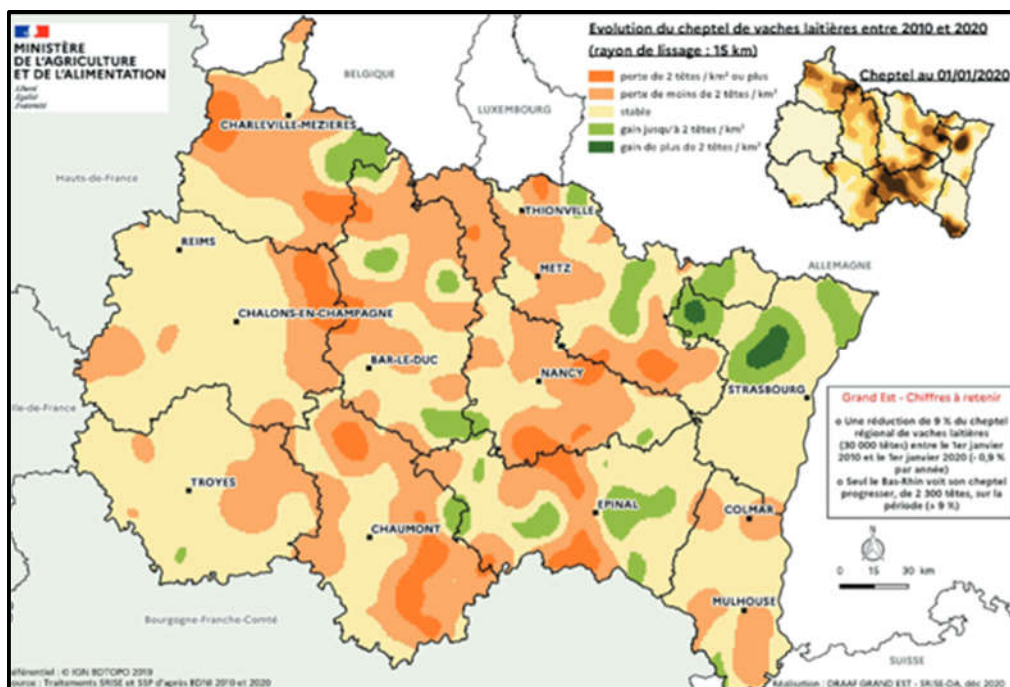 MINISTÈRE
DE L'AGRICULTURE
ET DE L'ALIMENTATION
Liberté
Égalité
Fraternité
Evolution du cheptel de vaches laitières entre 2010 et 2020
(rayon de lissage : 15 km)
perte de 2 têtes / km² ou plus
perte de moins de 2 têtes / km²
stable
gain jusqu'à 2 têtes / km²
gain de plus de 2 têtes / km²
Cheptel au 01/01/2020
BELGIQUE
LUXEMBOURG
CHARLEVILLE-MEZIERES
Hauts-de-France
THIONVILLE
REIMS
METZ
ALLEMAGNE
CHALONS-EN-CHAMPAGNE
BAR-LE-DUC
NANCY
STRASBOURG
Île-de-France
Grand Est - Chiffres à retenir
o Une réduction de 9 % du cheptel
régional de vaches laitières
(30 000 têtes) entre le 1er janvier
2010 et le 1er janvier 2020 (- 0,9 %
par année)
o Seul le Bas-Rhin voit son cheptel
progresser, de 2 300 têtes, sur la
période (+ 9 %)
TROYES
EPINAL
COLMAR
CHAUMONT
N
0 15 30 km
MULHOUSE
Bourgogne-Franche-Comté
SUISSE
Référentiel : © IGN BDTOPO 2019
Source : Traitements SRISE et SSP d'après BDNI 2010 et 2020
Réalisation : DRAAF GRAND EST - SRISE-DA, déc 2020